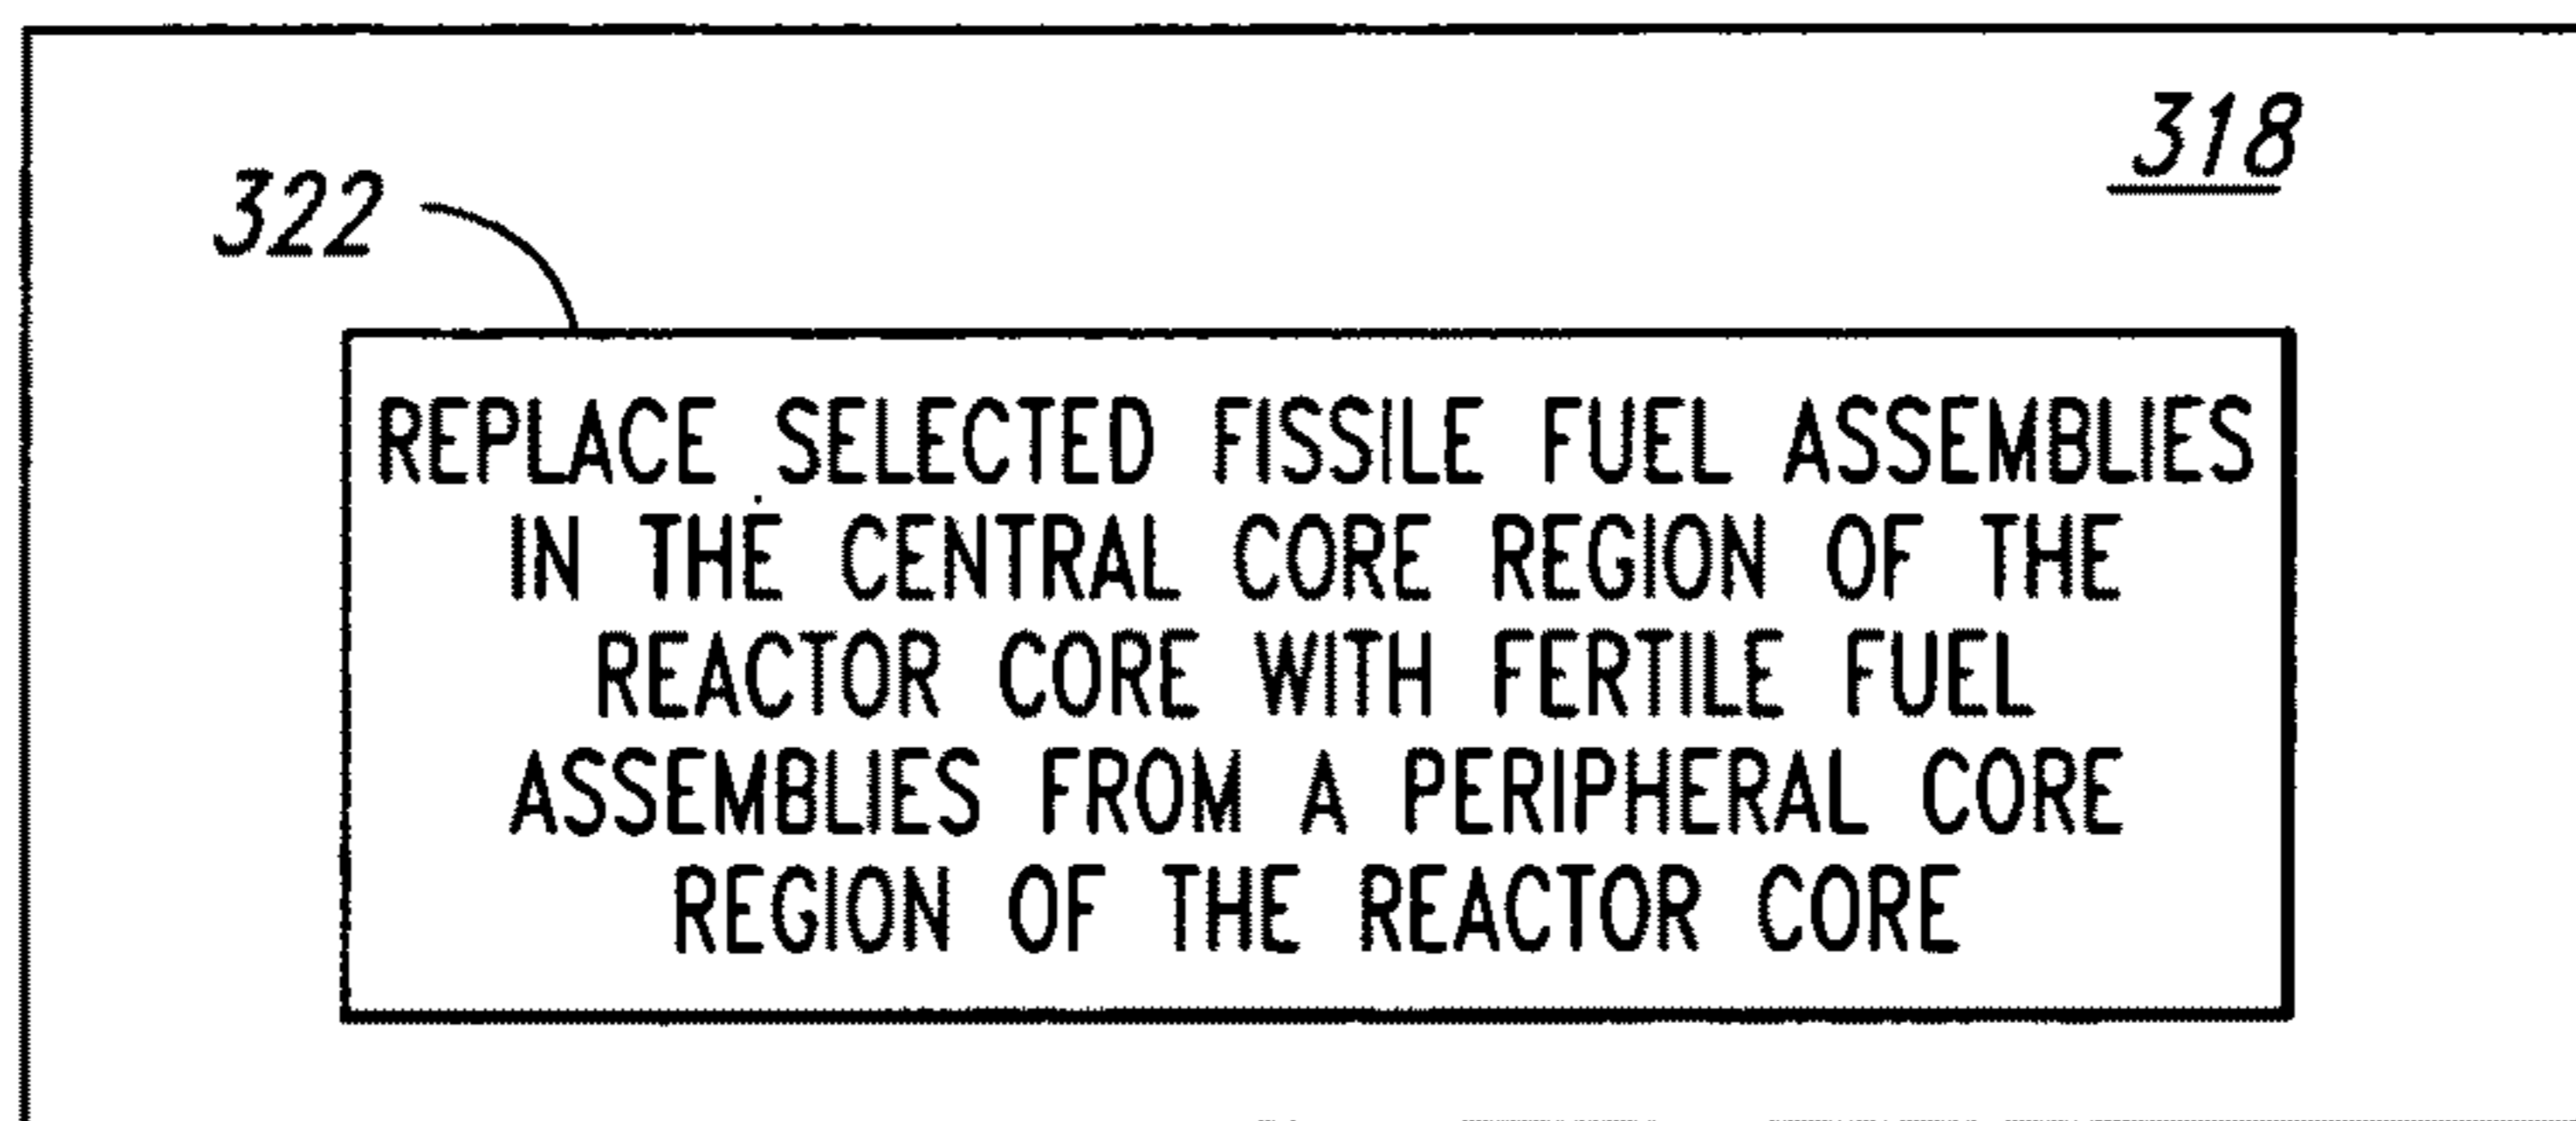 318
322
REPLACE SELECTED FISSILE FUEL ASSEMBLIES
IN THE CENTRAL CORE REGION OF THE
REACTOR CORE WITH FERTILE FUEL
ASSEMBLIES FROM A PERIPHERAL CORE
REGION OF THE REACTOR CORE